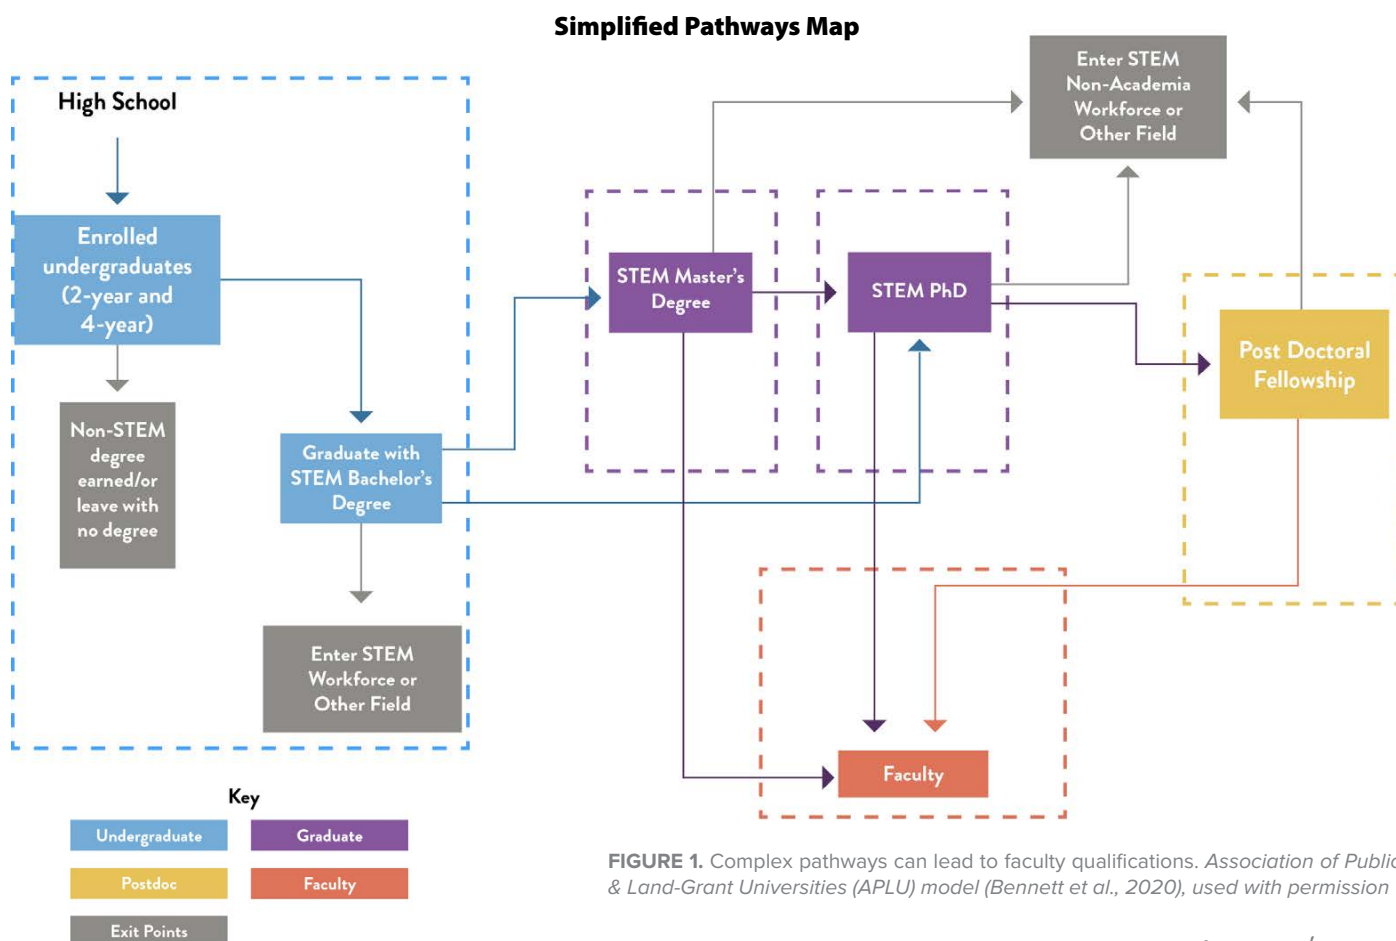 Simplified Pathways Map
High School
Enrolled
undergraduates
(2-year and
4-year)
Non-STEM
degree
earned/or
leave with
no degree
Graduate with
STEM Bachelor's
Degree
Enter STEM
Workforce or
Other Field
STEM Master's
Degree
STEM PhD
Enter STEM
Non-Academia
Workforce or
Other Field
Post Doctoral
Fellowship
Faculty
Key
Undergraduate
Graduate
Postdoc
Faculty
Exit Points
FIGURE 1. Complex pathways can lead to faculty qualifications. Association of Public
& Land-Grant Universities (APLU) model (Bennett et al., 2020), used with permission